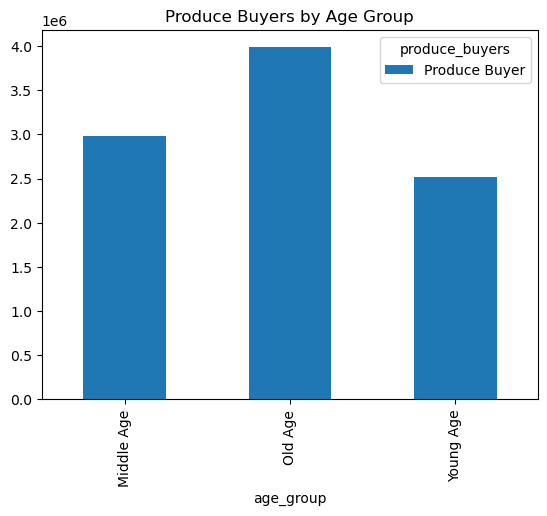 Produce Buyers by Age Group
1e6
produce_buyers
Produce Buyer
4.0
3.5
3.0
2.5
2.0
1.5
1.0
0.5
0.0
Middle Age
Old Age
Young Age
age_group